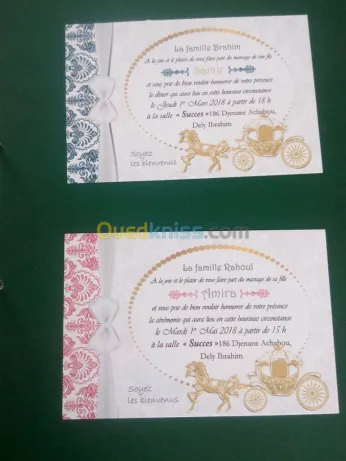 La famille Brahim
A la joie et le plaisir de vous faire part du mariage de son fils
Samir
et vous prie de bien vouloir honorer de votre présence
le dîner qui aura lieu en cette heureuse circonstance
le Jeudi 1er Mars 2018 à partir de 18 h
à la salle « Succes »186 Djenane Achabou,
Dely Ibrahim
Soyez
les bienvenus
Ouedkniss.com
La famille Rahoul
A la joie et le plaisir de vous faire part du mariage de sa fille
Amira
et vous prie de bien vouloir honorer de votre présence
la cérémonie qui aura lieu en cette heureuse circonstance
le Mardi 1er Mai 2018 à partir de 15 h
à la salle « Succes »186 Djenane Achabou,
Dely Ibrahim
Soyez
les bienvenus